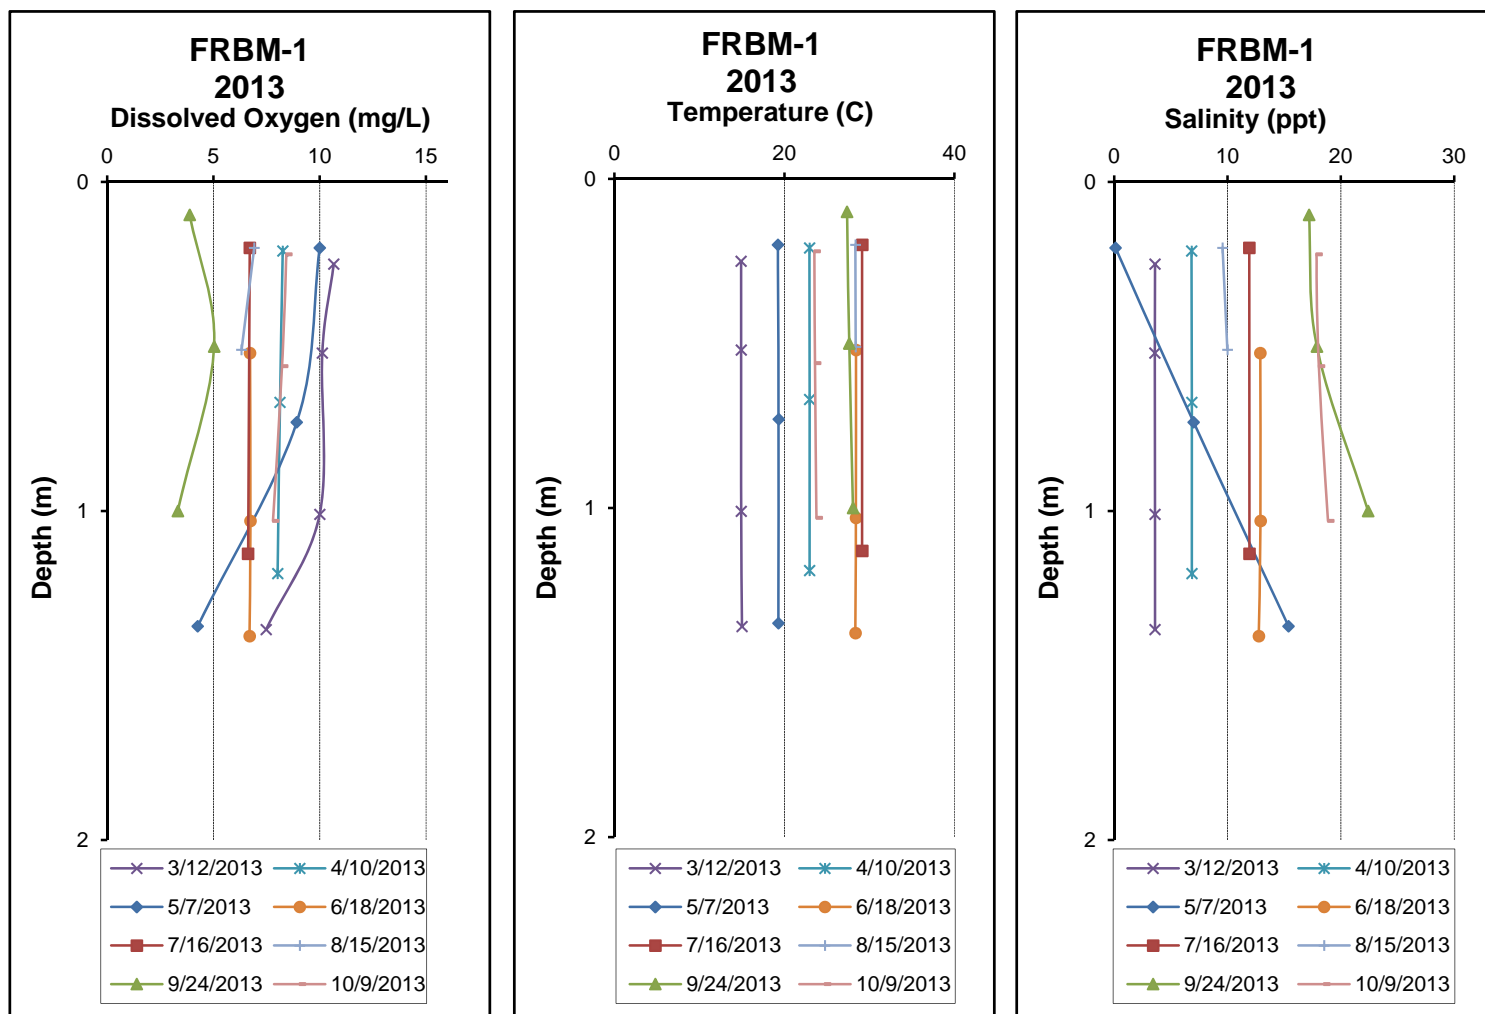 FRBM-1
2013
Dissolved Oxygen (mg/L)
0 5 10 15
0
1
2
Depth (m)
3/12/2013 4/10/2013
5/7/2013 6/18/2013
7/16/2013 8/15/2013
9/24/2013 10/9/2013
FRBM-1
2013
Temperature (C)
0 20 40
0
1
2
Depth (m)
3/12/2013 4/10/2013
5/7/2013 6/18/2013
7/16/2013 8/15/2013
9/24/2013 10/9/2013
FRBM-1
2013
Salinity (ppt)
0 10 20 30
0
1
2
Depth (m)
3/12/2013 4/10/2013
5/7/2013 6/18/2013
7/16/2013 8/15/2013
9/24/2013 10/9/2013